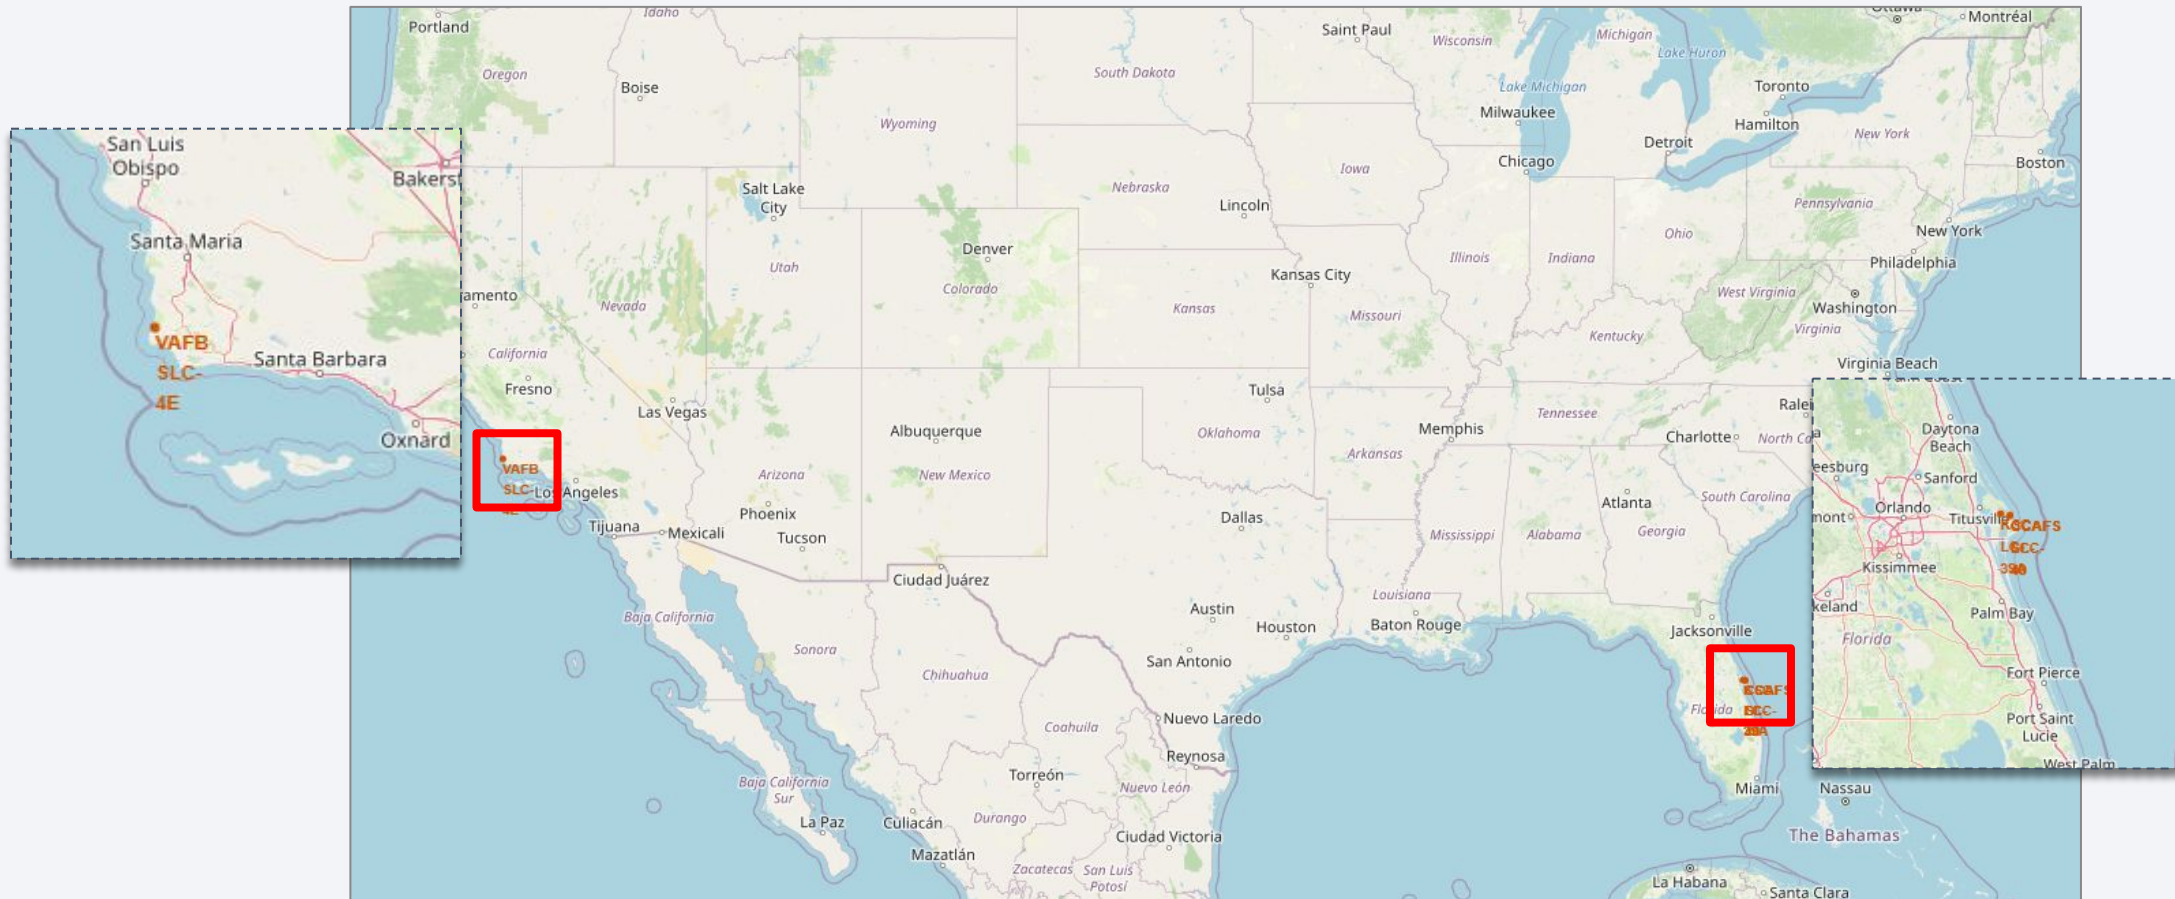 Portland
Idaho
Saint Paul
Wisconsin
Michigan
Lake Huron
Montréal
Oregon
Boise
South Dakota
Lake Michigan
Toronto
Wyoming
Milwaukee
Hamilton
New York
Detroit
Chicago
Boston
Iowa
Salt Lake
City
Nebraska
Lincoln
Pennsylvania
New York
Ohio
Denver
Illinois
Indiana
Philadelphia
Utah
Kansas City
Colorado
West Virginia
Washington
amento
Nevada
Kansas
Missouri
Kentucky
Virginia
California
Virginia Beach
Fresno
Tulsa
Las Vegas
Tennessee
Ralei
Albuquerque
Oklahoma
Memphis
Charlotte
North Ca
Arkansas
VAFB
SLC-
4E
Los Angeles
Arizona
New Mexico
Atlanta
South Carolina
Phoenix
Dallas
Tijuana
Mexicali
Tucson
Mississippi
Alabama
Georgia
Ciudad Juárez
Louisiana
Baja California
Austin
Houston
Baton Rouge
Jacksonville
Sonora
San Antonio
Chihuahua
Florida
Nuevo Laredo
Coahuila
Reynosa
Torreón
Baja California
Sur
Nuevo León
Miami
Nassau
La Paz
Culiacán
Durango
Ciudad Victoria
The Bahamas
Mazatlán
Zacatecas
San Luis
Potosí
La Habana
Santa Clara
San Luis
Obispo
Bakersf
Santa Maria
VAFB
SLC-
4E
Santa Barbara
Oxnard
Daytona
Beach
eesburg
Sanford
Orlando
mont
Titusville
CCAFS
Kissimmee
keland
Palm Bay
Florida
Fort Pierce
Port Saint
Lucie
West Palm